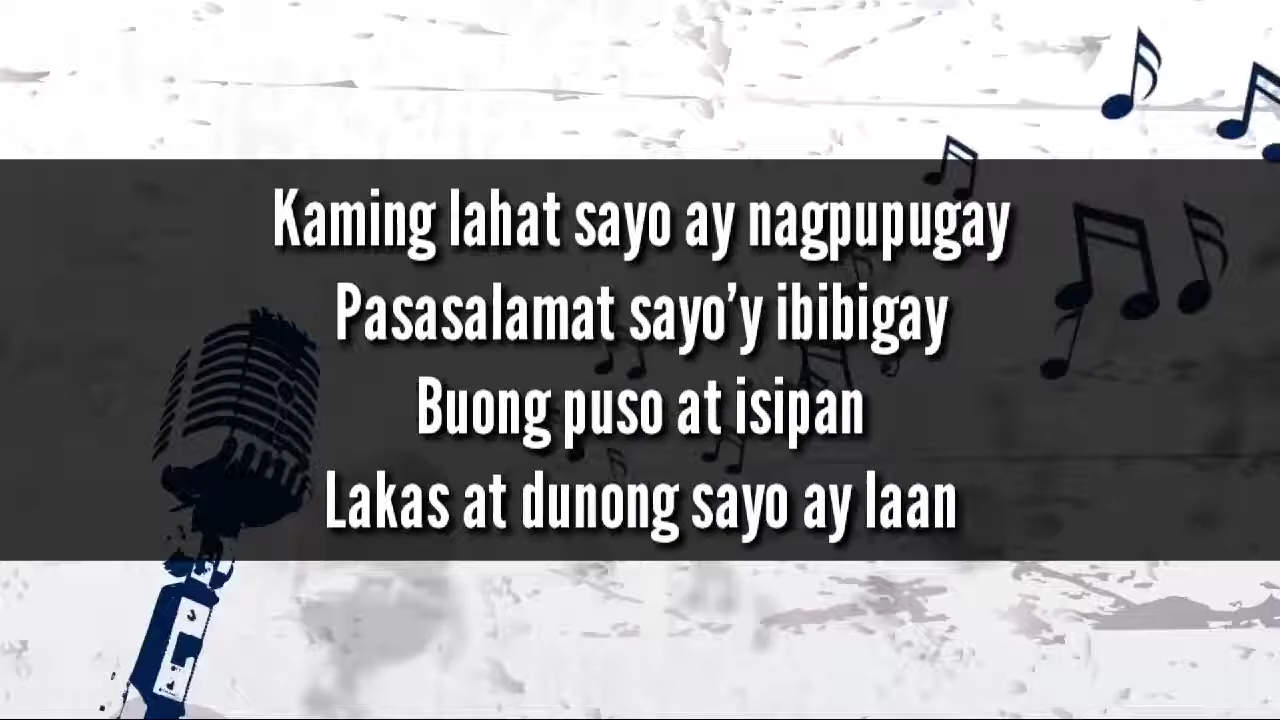 Kaming lahat sayo ay nagpupugay
Pasasalamat sayo’y ibibigay
Buong puso at isipan
Lakas at dunong sayo ay laan